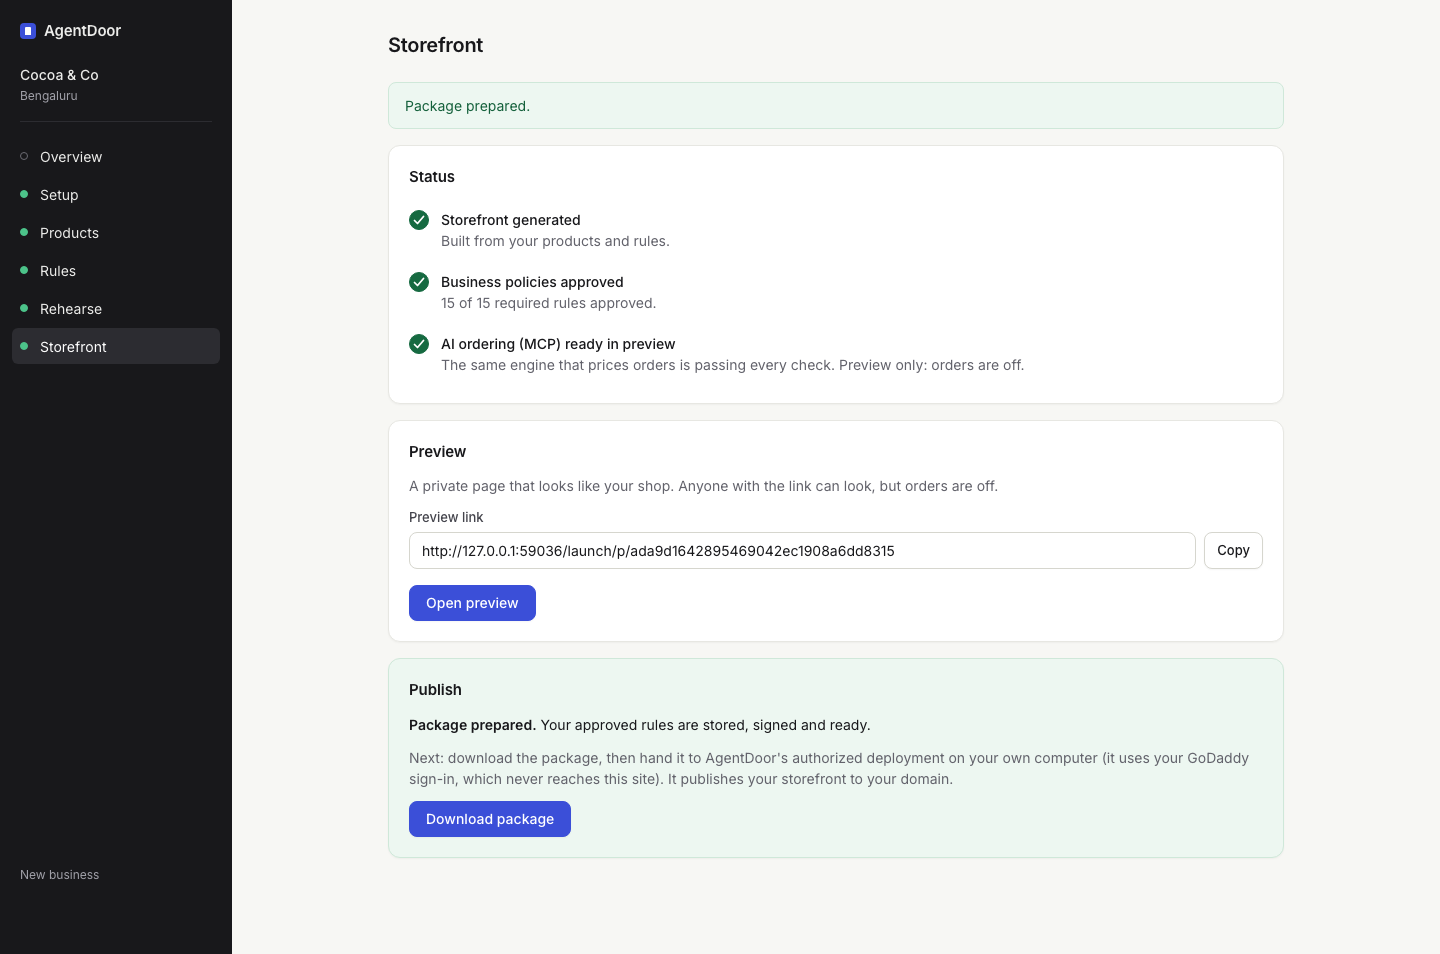 AgentDoor
Cocoa & Co
Bengaluru
Overview
Setup
Products
Rules
Rehearse
Storefront
New business
Storefront
Package prepared.
Status
Storefront generated
Built from your products and rules.
Business policies approved
15 of 15 required rules approved.
AI ordering (MCP) ready in preview
The same engine that prices orders is passing every check. Preview only: orders are off.
Preview
A private page that looks like your shop. Anyone with the link can look, but orders are off.
Preview link
http://127.0.0.1:59036/launch/p/ada9d1642895469042ec1908a6dd8315
Copy
Open preview
Publish
Package prepared. Your approved rules are stored, signed and ready.
Next: download the package, then hand it to AgentDoor's authorized deployment on your own computer (it uses your GoDaddy
sign-in, which never reaches this site). It publishes your storefront to your domain.
Download package